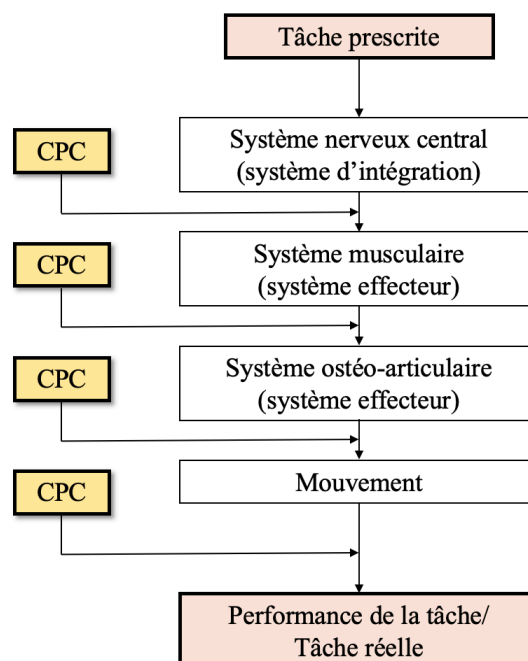 Tâche prescrite
CPC
Système nerveux central
(système d’intégration)
CPC
Système musculaire
(système effecteur)
CPC
Système ostéo-articulaire
(système effecteur)
CPC
Mouvement
Performance de la tâche/
Tâche réelle